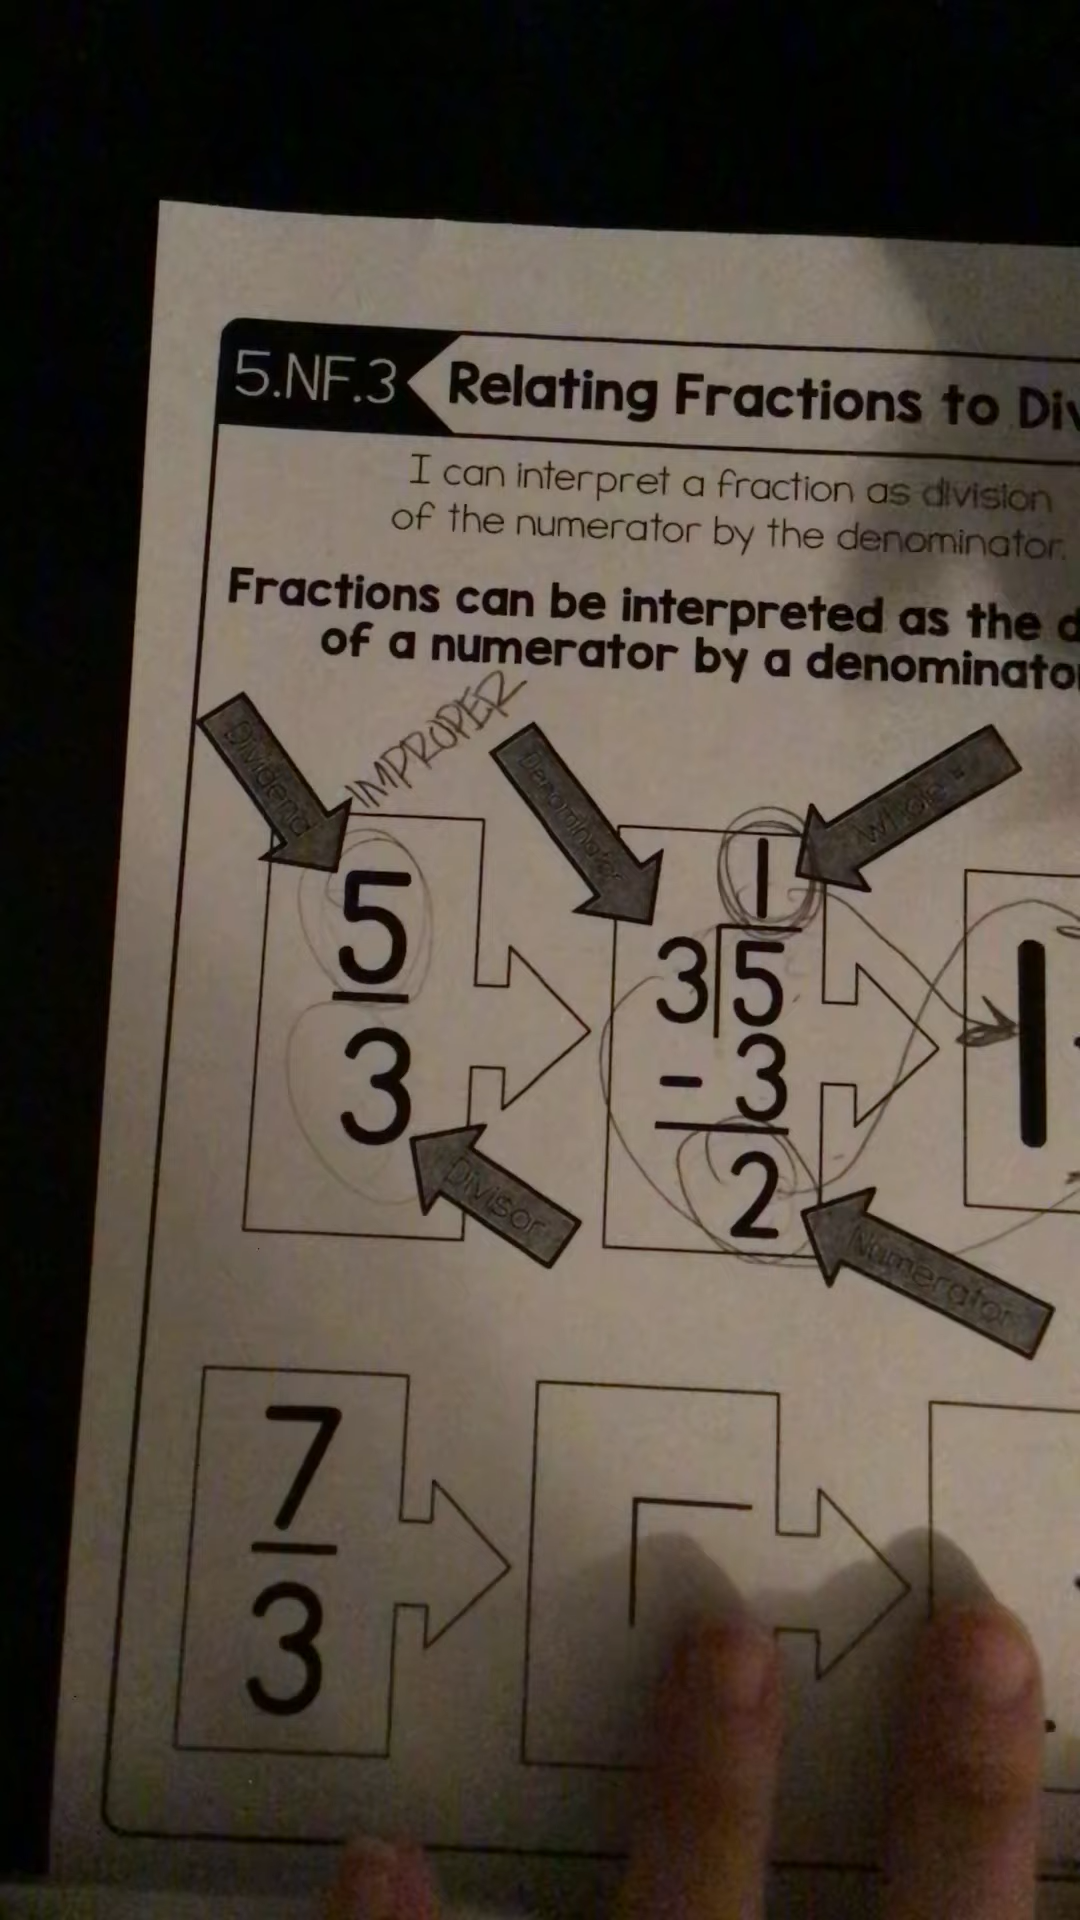 5.NF.3 Relating Fractions to
I can interpret a fraction as division
of the numerator by the denominator.
Fractions can be interpreted as the
of a numerator by a
IMPROPER
Dividend
Denominator
Whole #
5
3
Divisor
1
3 5
- 3
2
Numerator
1
7
3